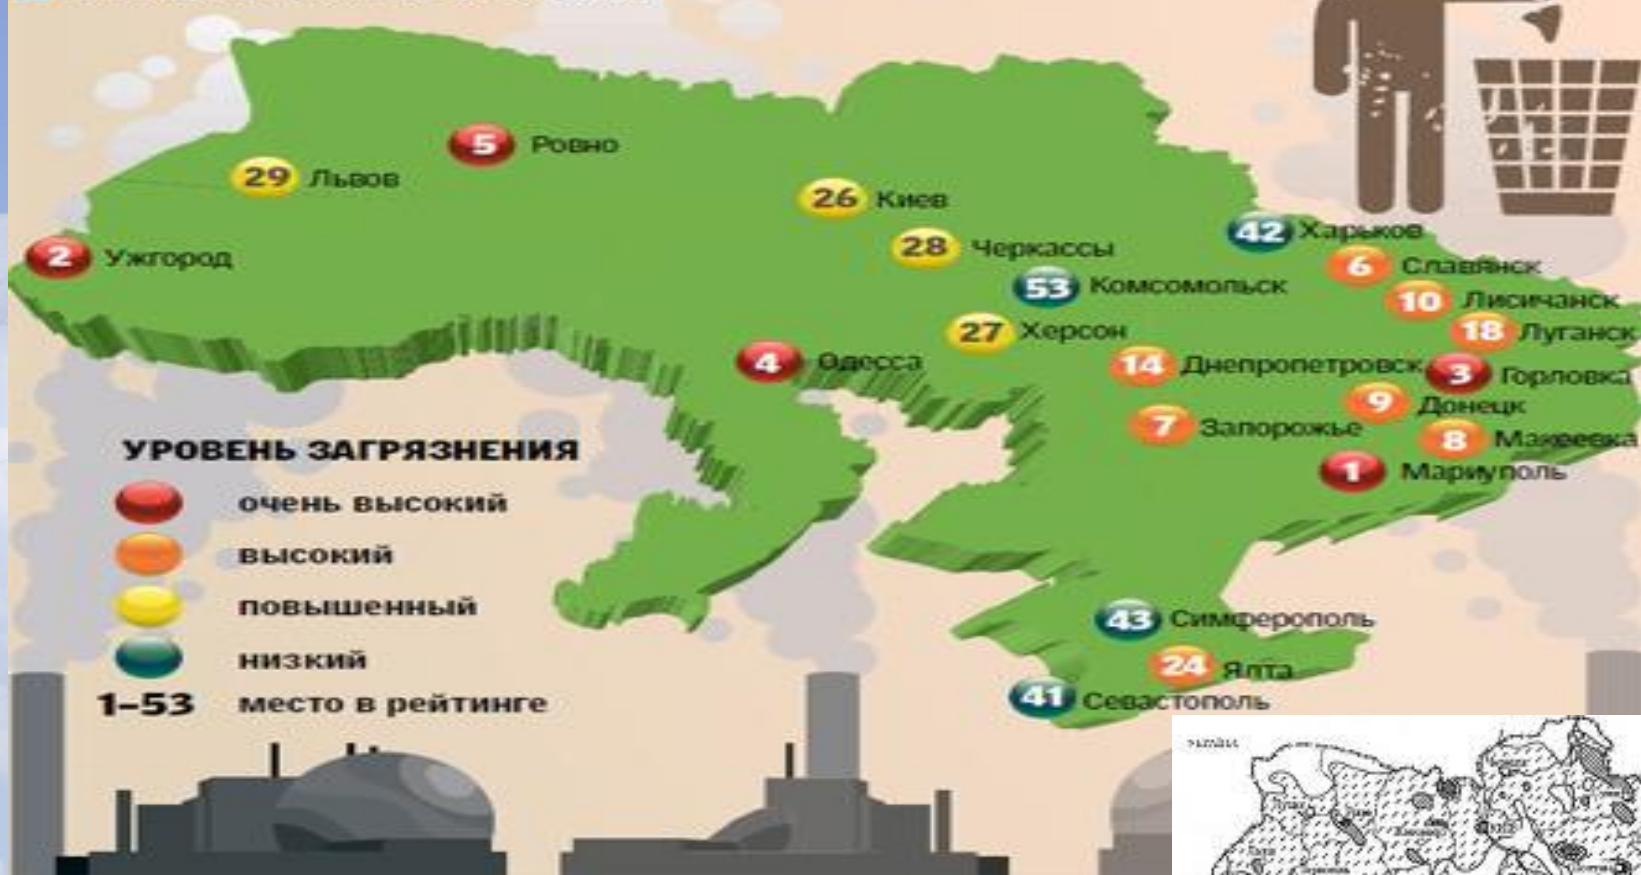 5 Ровно
29 Львов
26 Киев
42 Харьков
28 Черкассы
2 Ужгород
6 Славянск
53 Комсомольск
10 Лисичанск
27 Херсон
18 Луганск
4 Одесса
14 Днепропетровск
3 Горловка
9 Донецк
7 Запорожье
8 Макеевка
1 Мариуполь
УРОВЕНЬ ЗАГРЯЗНЕНИЯ
очень высокий
высокий
повышенный
низкий
1–53 место в рейтинге
43 Симферополь
24 Ялта
41 Севастополь